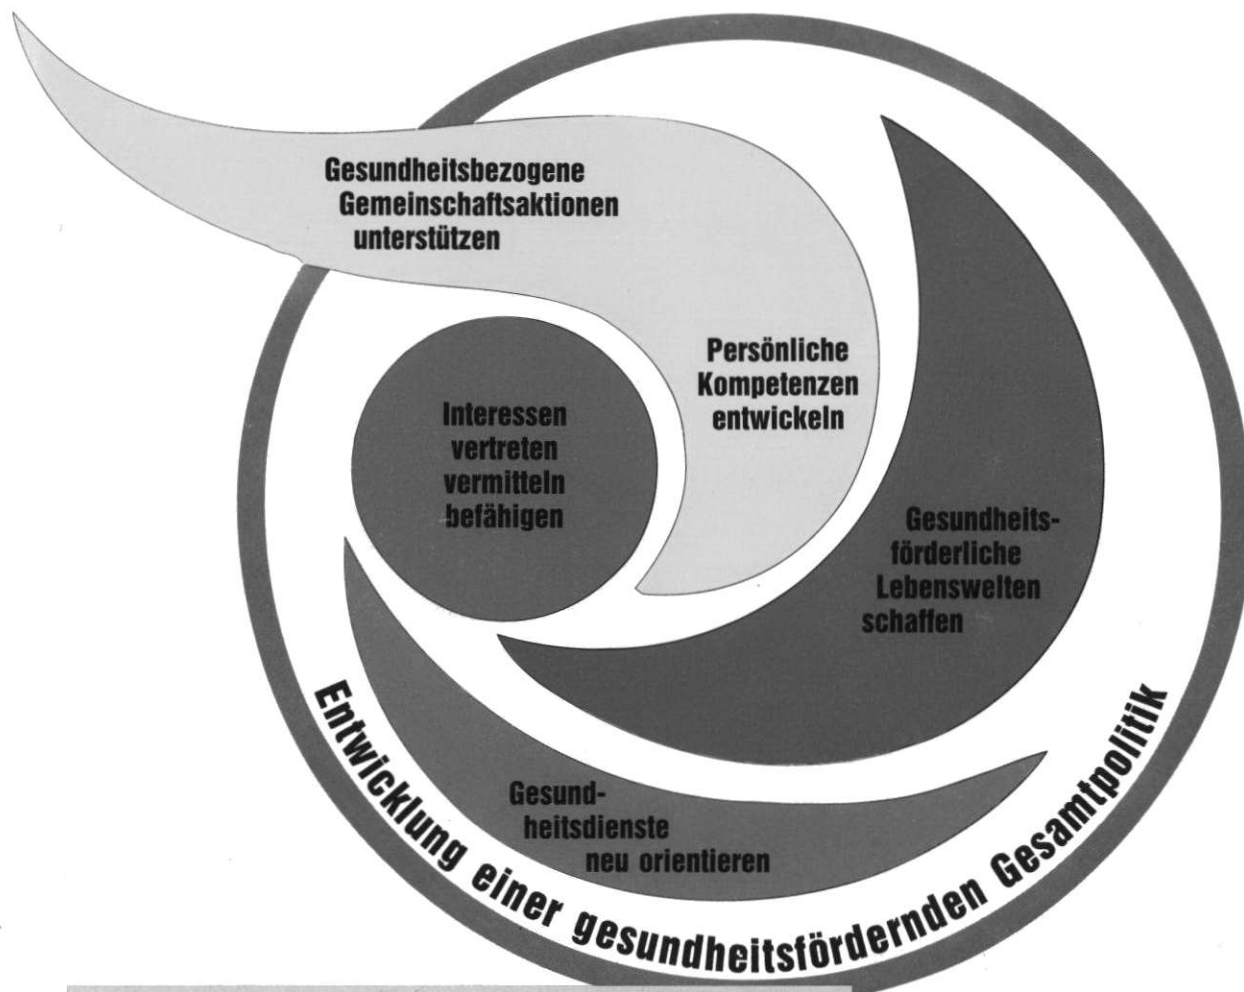 Gesundheitsbezogene
Gemeinschaftsaktionen
unterstützen
Persönliche
Kompetenzen
entwickeln
Interessen
vertreten
vermitteln
befähigen
Gesundheits-
förderliche
Lebenswelten
schaffen
Gesund-
heitsdienste
neu orientieren
Entwicklung einer gesundheitsfördernden Gesamtpolitik